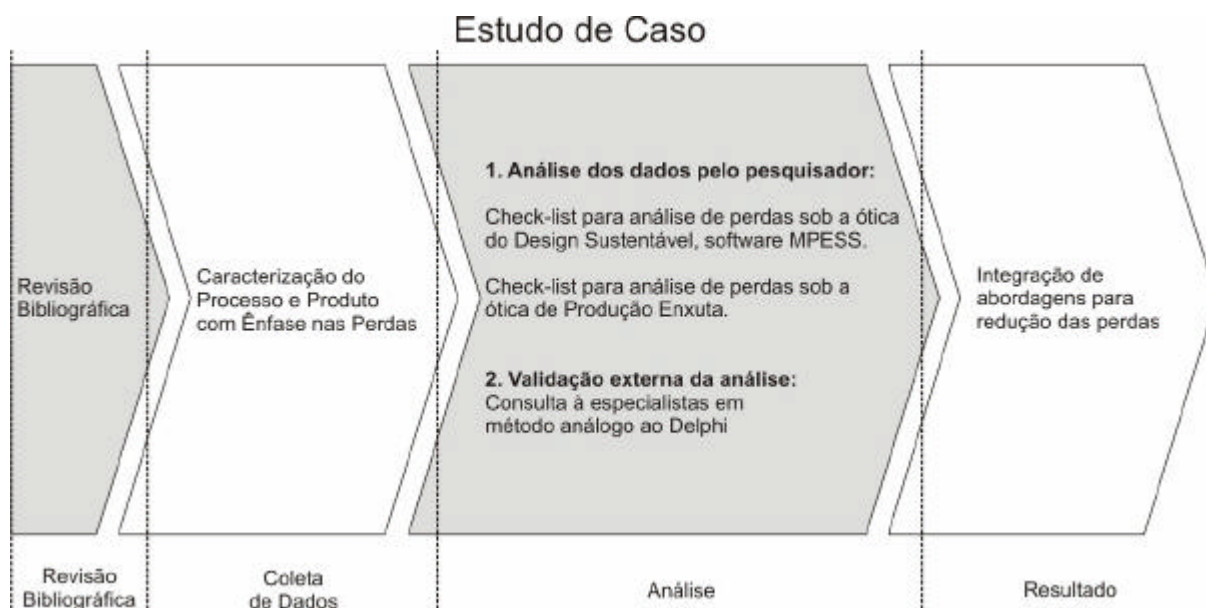 Estudo de Caso
Revisão
Bibliográfica
Caracterização do
Processo e Produto
com Ênfase nas Perdas
1. Análise dos dados pelo pesquisador:
Check-list para análise de perdas sob a ótica
do Design Sustentável, software MPESS.
Check-list para análise de perdas sob a
ótica de Produção Enxuta.
2. Validação externa da análise:
Consulta à especialistas em
método análogo ao Delphi
Integração de
abordagens para
redução das perdas
Revisão
Bibliográfica
Coleta
de Dados
Análise
Resultado